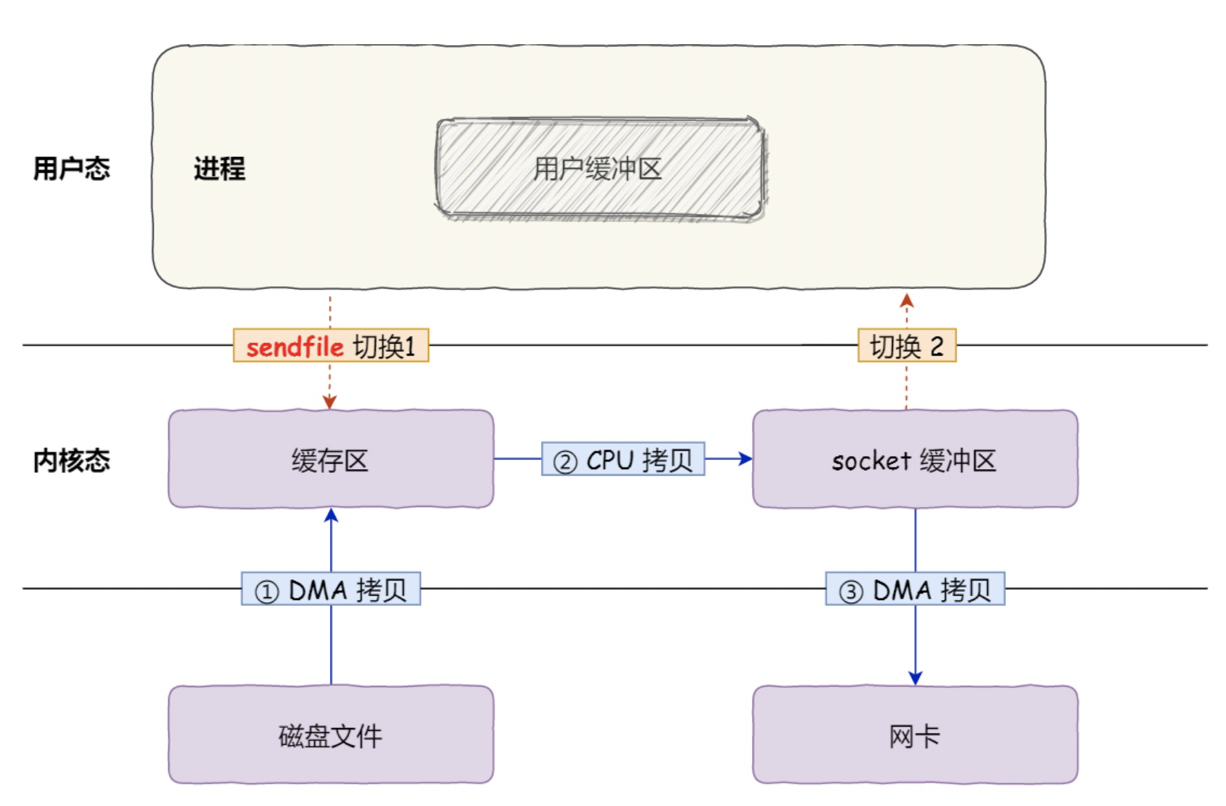 用户态
进程
用户缓冲区
sendfile 切换1
切换 2
内核态
缓存区
② CPU 拷贝
socket 缓冲区
① DMA 拷贝
③ DMA 拷贝
磁盘文件
网卡